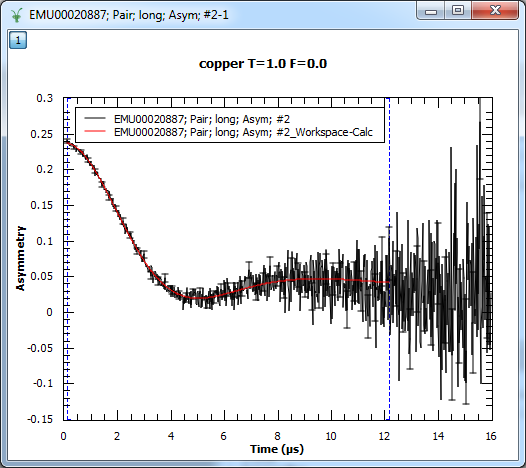 EMU00020887; Pair; long; Asym; #2-1
1
copper T=1.0 F=0.0
EMU00020887; Pair; long; Asym; #2
EMU00020887; Pair; long; Asym; #2_Workspace-Calc
Asymmetry
0.3
0.25
0.2
0.15
0.1
0.05
0
-0.05
-0.1
-0.15
0 2 4 6 8 10 12 14 16
Time (µs)